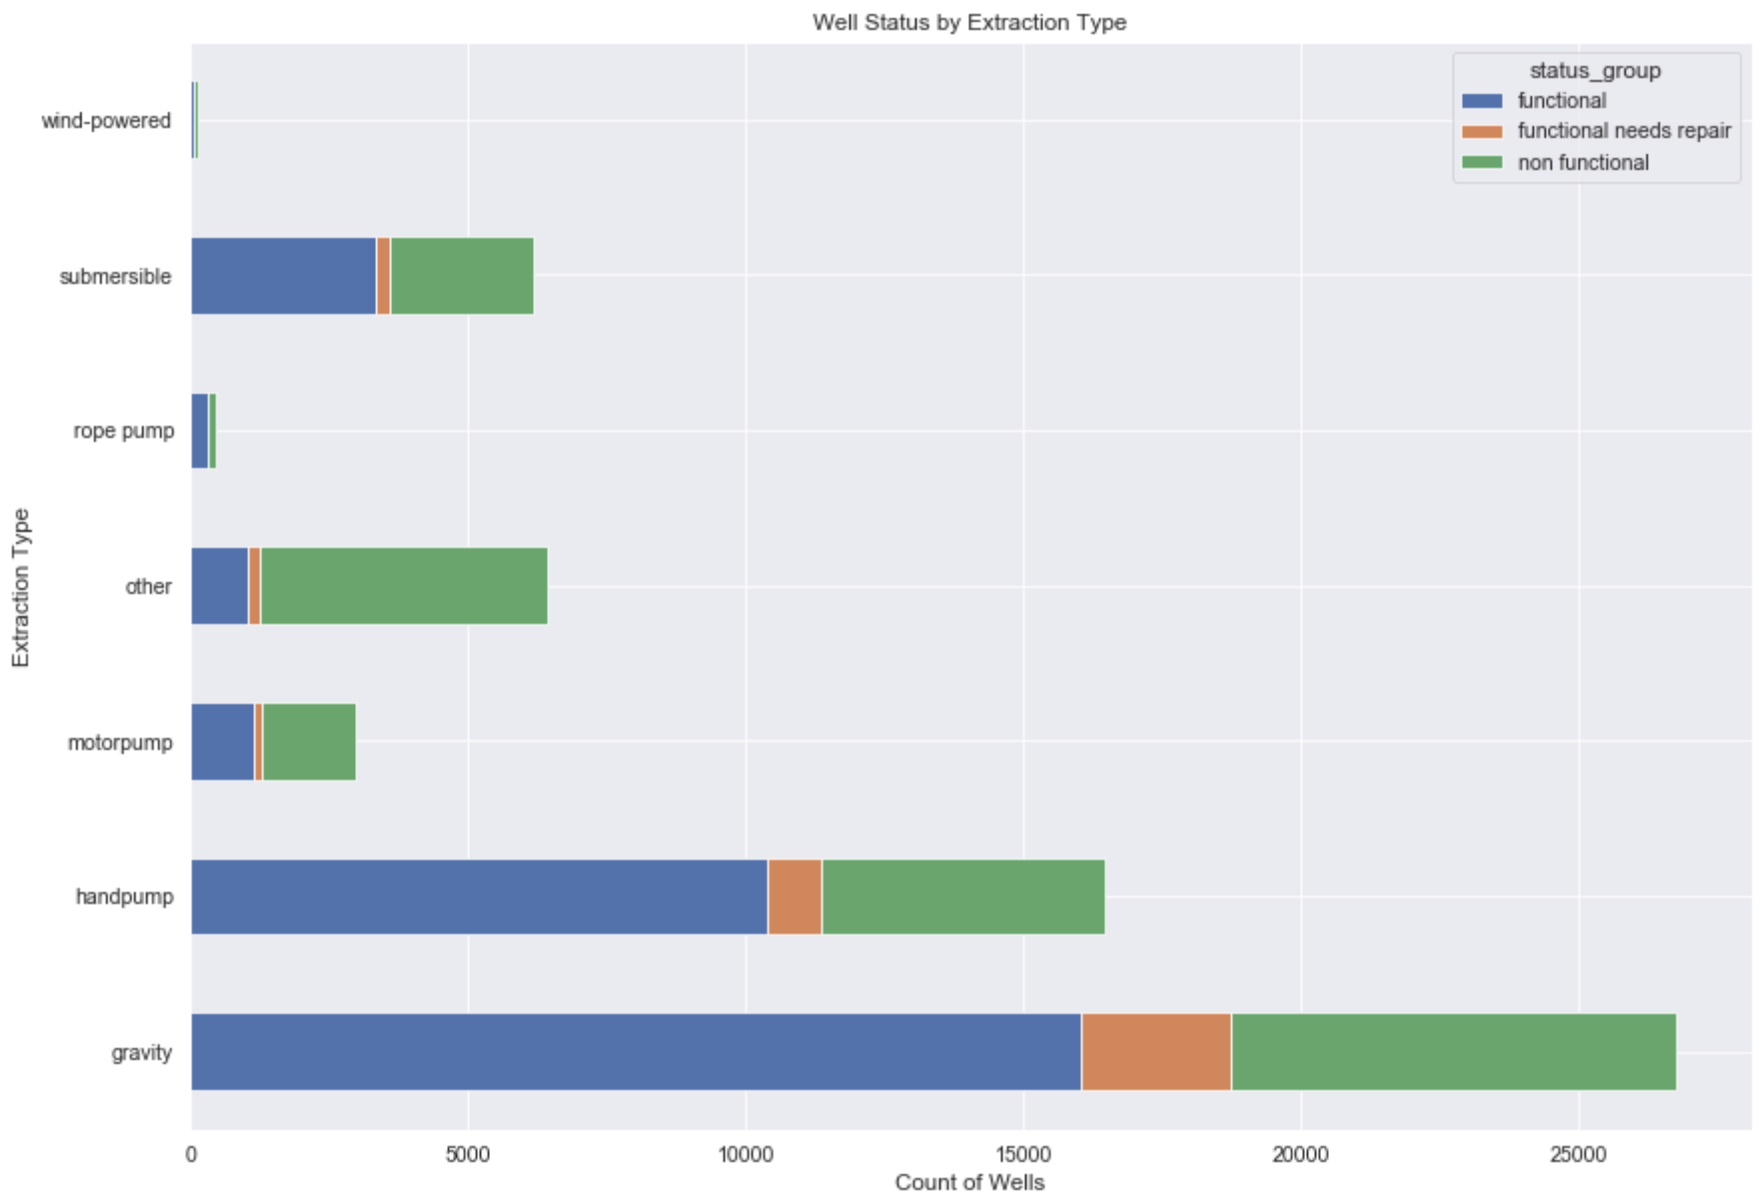 Well Status by Extraction Type
status_group
functional
functional needs repair
non functional
wind-powered
submersible
rope pump
other
motorpump
handpump
gravity
Extraction Type
0 5000 10000 15000 20000 25000
Count of Wells